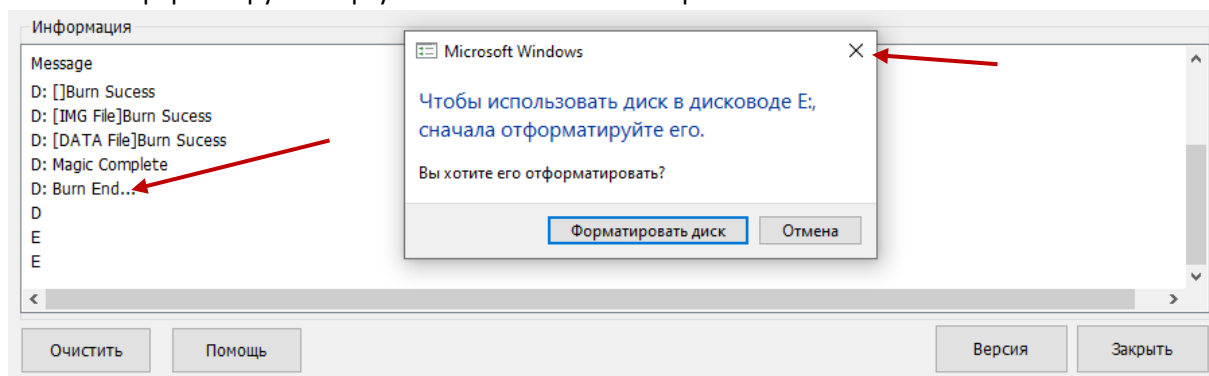 Информация
Message
D: []Burn Sucess
D: [IMG File]Burn Sucess
D: [DATA File]Burn Sucess
D: Magic Complete
D: Burn End...
D
E
E
Microsoft Windows
Чтобы использовать диск в дисководе E:,
сначала отформатируйте его.
Вы хотите его отформатировать?
Форматировать диск Отмена
Очистить Помощь Версия Закрыть